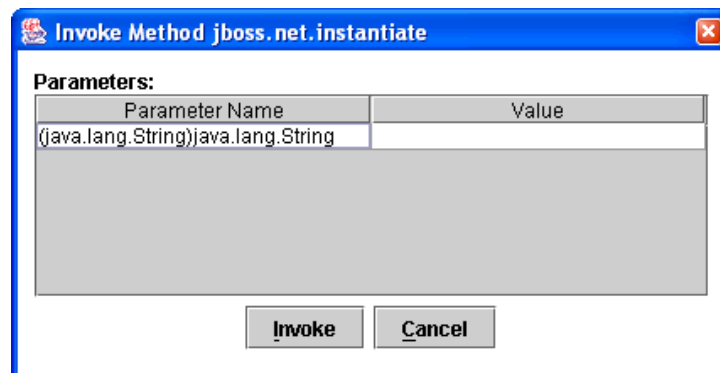 Invoke Method jboss.net.instantiate
Parameters:
Parameter Name Value
(java.lang.String)java.lang.String
Invoke Cancel